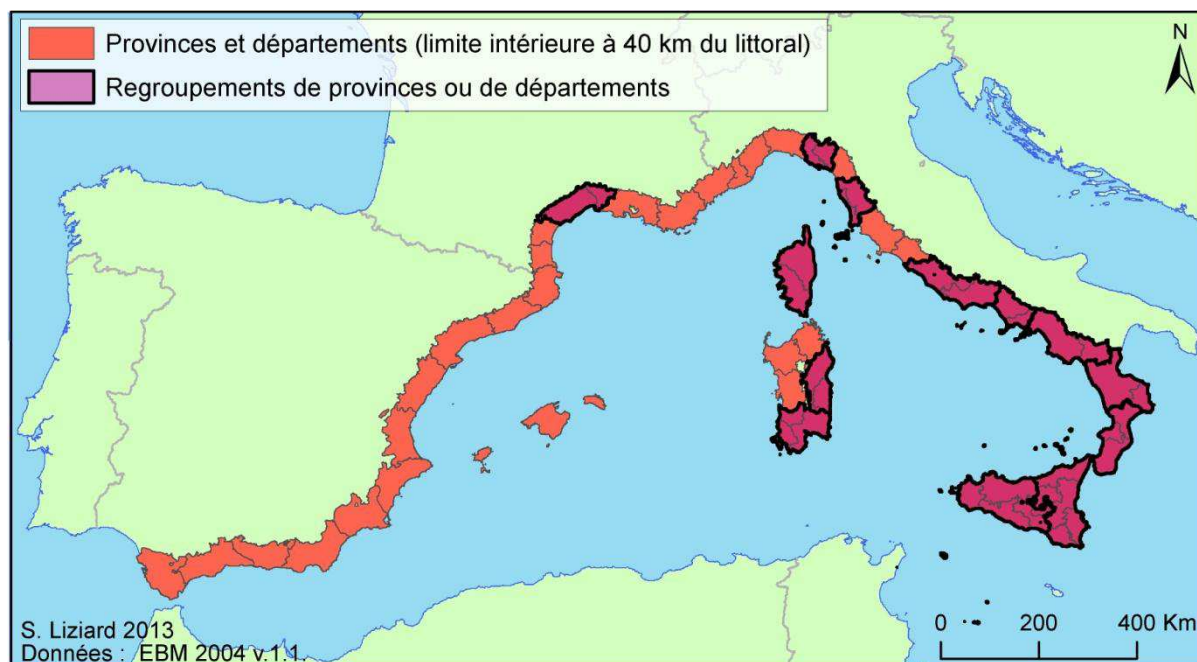 Provinces et départements (limite intérieure à 40 km du littoral)
Regroupements de provinces ou de départements
N
S. Liziard 2013
Données : EBM 2004 v.1.1.
0 200 400 Km